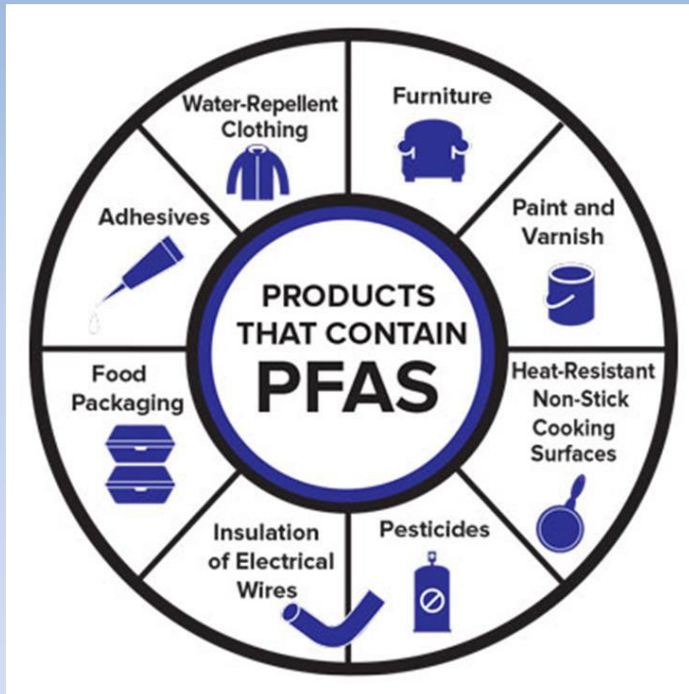 PRODUCTS
THAT CONTAIN
PFAS
Furniture
Paint and
Varnish
Heat-Resistant
Non-Stick
Cooking
Surfaces
Pesticides
Insulation
of Electrical
Wires
Food
Packaging
Adhesives
Water-Repellent
Clothing